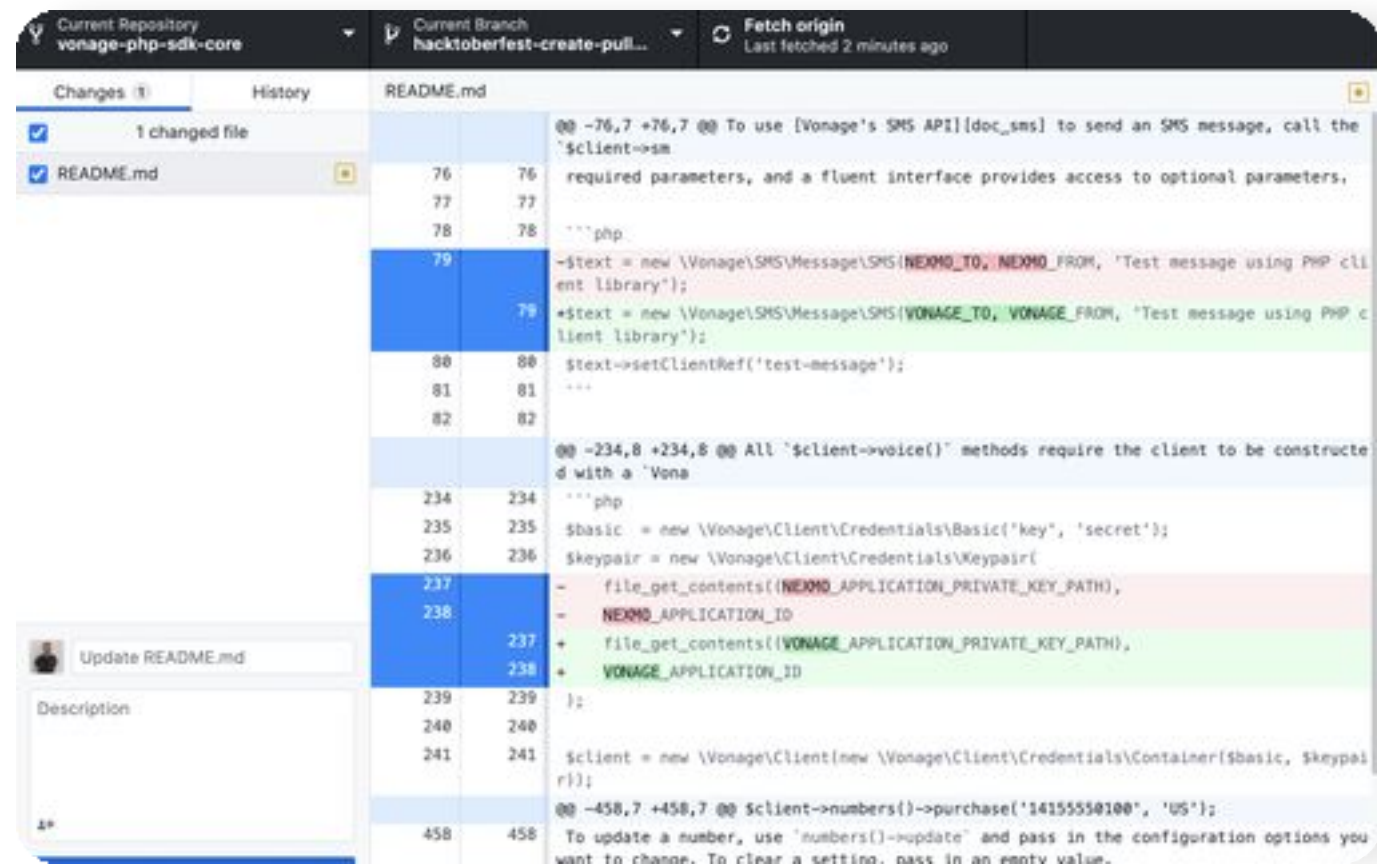 Current Repository
vonage-php-sdk-core
Current Branch
hacktoberfest-create-pull...
Fetch origin
Last fetched 2 minutes ago
Changes 1
History
README.md
1 changed file
README.md
@@ -76,7 +76,7 @@ To use [Vonage's SMS API][doc_sms] to send an SMS message, call the
`$client->sm
76 76 required parameters, and a fluent interface provides access to optional parameters.
77 77
78 78 ```php
79 -$text = new \Vonage\SMS\Message\SMS(NEXMO_TO, NEXMO_FROM, 'Test message using PHP cli
ent library');
79 +$text = new \Vonage\SMS\Message\SMS(VONAGE_TO, VONAGE_FROM, 'Test message using PHP c
lient library');
80 80 $text->setClientRef('test-message');
81 81 ```
82 82
@@ -234,8 +234,8 @@ All `$client->voice()` methods require the client to be constructe
d with a `Vona
234 234 ```php
235 235 $basic = new \Vonage\Client\Credentials\Basic('key', 'secret');
236 236 $keypair = new \Vonage\Client\Credentials\Keypair(
237 - file_get_contents((NEXMO_APPLICATION_PRIVATE_KEY_PATH),
238 - NEXMO_APPLICATION_ID
237 + file_get_contents((VONAGE_APPLICATION_PRIVATE_KEY_PATH),
238 + VONAGE_APPLICATION_ID
239 239 );
240 240
241 241 $client = new \Vonage\Client(new \Vonage\Client\Credentials\Container($basic, $keypai
r));
@@ -458,7 +458,7 @@ $client->numbers()->purchase('14155550100', 'US');
458 458 To update a number, use `numbers()->update` and pass in the configuration options you
want to change. To clear a setting, pass in an empty value.
Update README.md
Description